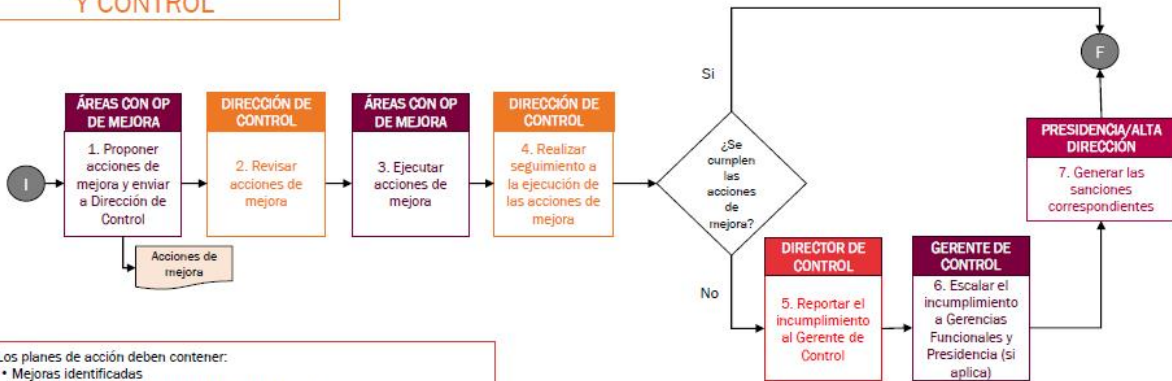 Y CONTROL
I
ÁREAS CON OP
DE MEJORA
1. Proponer
acciones de
mejora y enviar
a Dirección de
Control
Acciones de
mejora
DIRECCIÓN DE
CONTROL
2. Revisar
acciones de
mejora
ÁREAS CON OP
DE MEJORA
3. Ejecutar
acciones de
mejora
DIRECCIÓN DE
CONTROL
4. Realizar
seguimiento a
la ejecución de
las acciones de
mejora
¿Se
cumplen
las
acciones
de
mejora?
Si
No
DIRECTOR DE
CONTROL
5. Reportar el
incumplimiento
al Gerente de
Control
GERENTE DE
CONTROL
6. Escalar el
incumplimiento
a Gerencias
Funcionales y
Presidencia (si
aplica)
PRESIDENCIA/ALTA
DIRECCIÓN
7. Generar las
sanciones
correspondientes
F
Los planes de acción deben contener:
• Mejoras identificadas